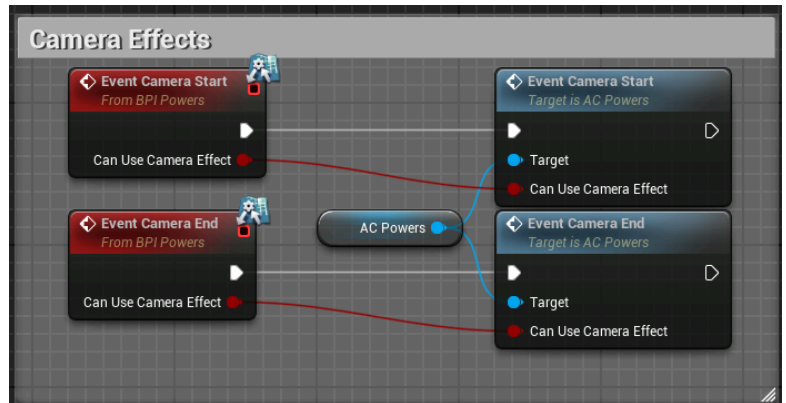 Camera Effects
Event Camera Start
From BPI Powers
Can Use Camera Effect
Event Camera Start
Target is AC Powers
Target
Can Use Camera Effect
Event Camera End
From BPI Powers
Can Use Camera Effect
AC Powers
Event Camera End
Target is AC Powers
Target
Can Use Camera Effect